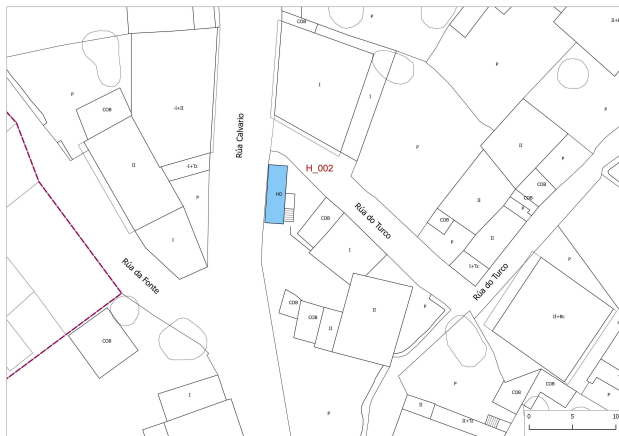 COB
P
II+I
P
P
I
I
COB
-I+II
P
Rúa Calvario
II
P
II
-I+Tz
H_002
P
COB
HO
P
COB
P
II
COB
Rúa do Turco
COB
I
P
I
II
I+Tz
P
Rúa da Fonte
Rúa do Turco
COB
P
COB
II
II
II+Bc
COB
P
COB
I
COB
P
II
P
II+Tz
0 5 10